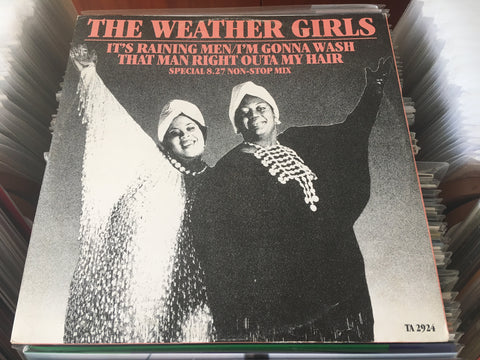 THE WEATHER GIRLS
IT'S RAINING MEN/I'M GONNA WASH
THAT MAN RIGHT OUTA MY HAIR
SPECIAL 8.27 NON-STOP MIX
TA 2924